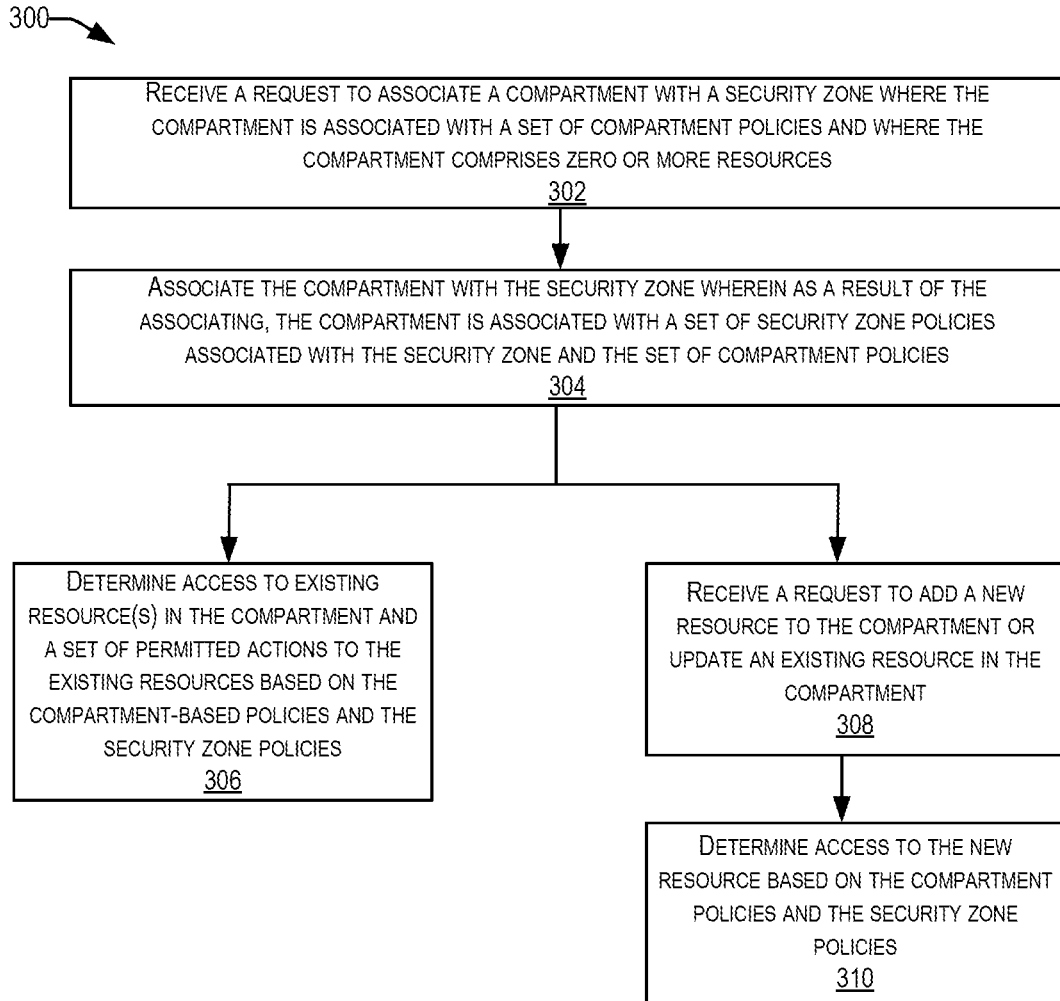 300
RECEIVE A REQUEST TO ASSOCIATE A COMPARTMENT WITH A SECURITY ZONE WHERE THE
COMPARTMENT IS ASSOCIATED WITH A SET OF COMPARTMENT POLICIES AND WHERE THE
COMPARTMENT COMPRISES ZERO OR MORE RESOURCES
302
ASSOCIATE THE COMPARTMENT WITH THE SECURITY ZONE WHEREIN AS A RESULT OF THE
ASSOCIATING, THE COMPARTMENT IS ASSOCIATED WITH A SET OF SECURITY ZONE POLICIES
ASSOCIATED WITH THE SECURITY ZONE AND THE SET OF COMPARTMENT POLICIES
304
DETERMINE ACCESS TO EXISTING
RESOURCE(S) IN THE COMPARTMENT AND
A SET OF PERMITTED ACTIONS TO THE
EXISTING RESOURCES BASED ON THE
COMPARTMENT-BASED POLICIES AND THE
SECURITY ZONE POLICIES
306
RECEIVE A REQUEST TO ADD A NEW
RESOURCE TO THE COMPARTMENT OR
UPDATE AN EXISTING RESOURCE IN THE
COMPARTMENT
308
DETERMINE ACCESS TO THE NEW
RESOURCE BASED ON THE COMPARTMENT
POLICIES AND THE SECURITY ZONE
POLICIES
310